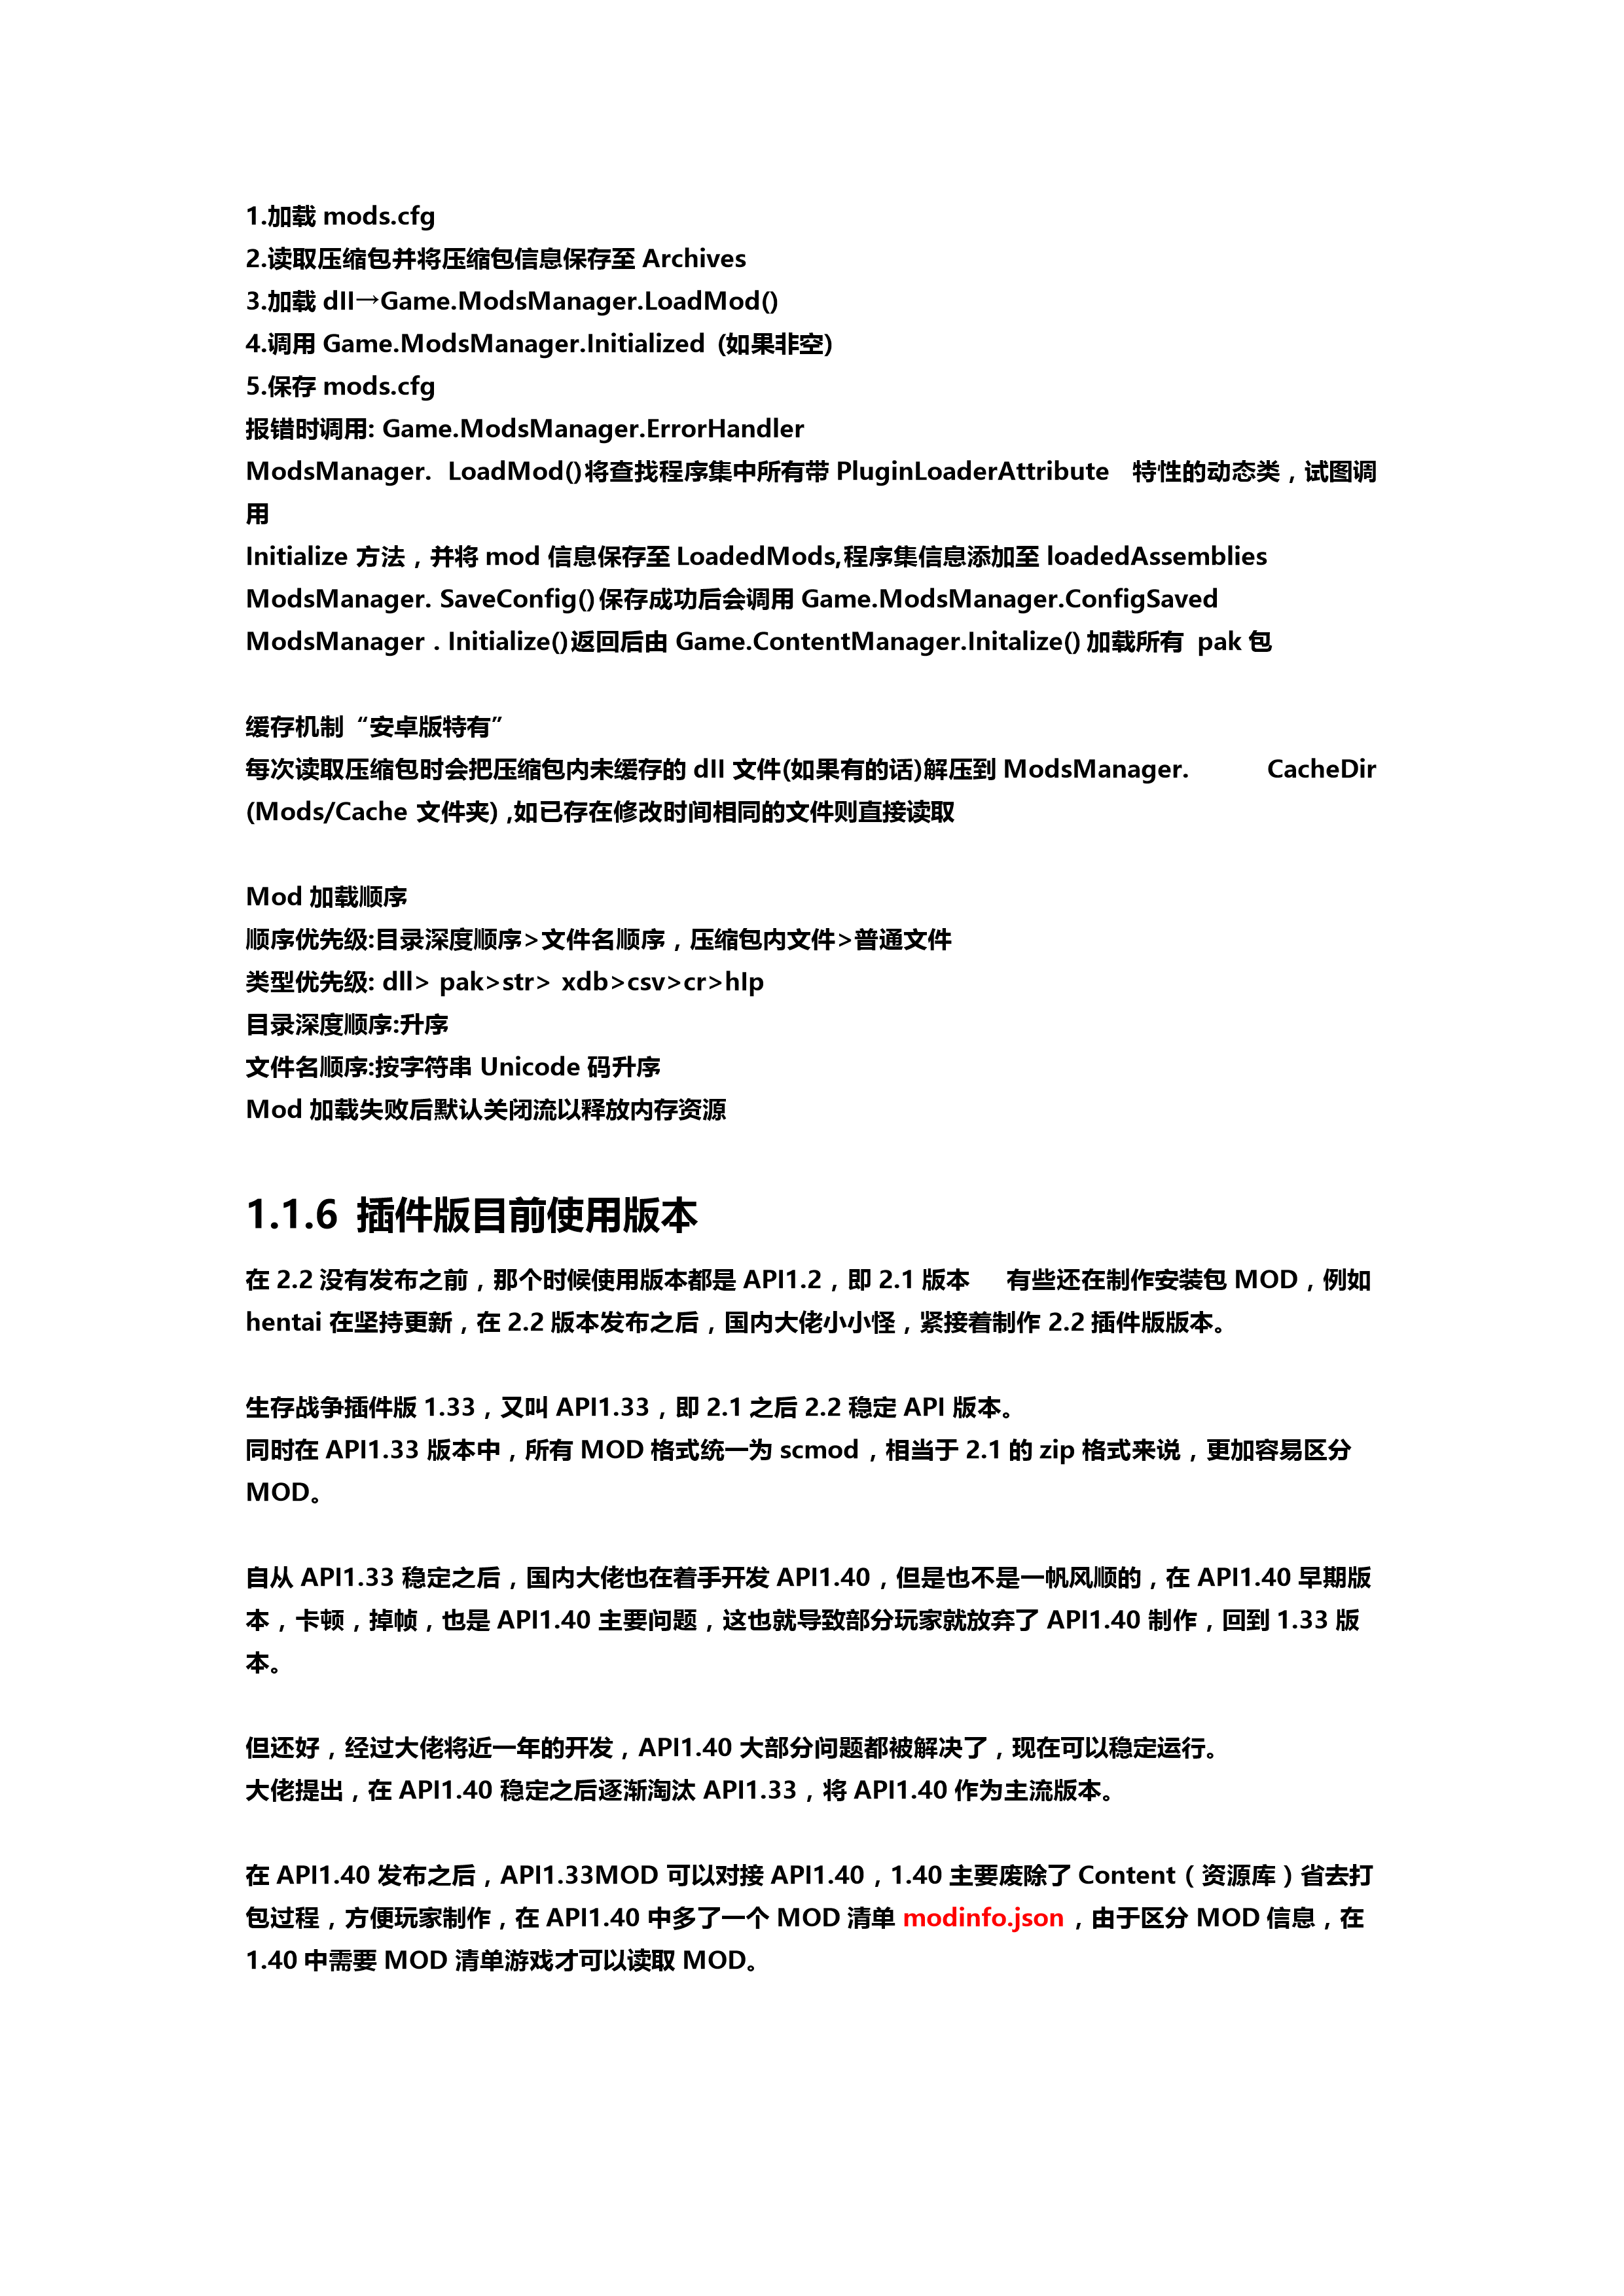 1.加载 mods.cfg
2.读取压缩包并将压缩包信息保存至 Archives
3.加载 dll→Game.ModsManager.LoadMod()
4.调用 Game.ModsManager.Initialized (如果非空)
5.保存 mods.cfg
报错时调用: Game.ModsManager.ErrorHandler
ModsManager. LoadMod()将查找程序集中所有带 PluginLoaderAttribute 特性的动态类，试图调
用
Initialize 方法，并将 mod 信息保存至 LoadedMods,程序集信息添加至 loadedAssemblies
ModsManager. SaveConfig()保存成功后会调用 Game.ModsManager.ConfigSaved
ModsManager . Initialize()返回后由 Game.ContentManager.Initalize()加载所有 pak 包
缓存机制“安卓版特有”
每次读取压缩包时会把压缩包内未缓存的 dll 文件(如果有的话)解压到 ModsManager. CacheDir
(Mods/Cache 文件夹) ,如已存在修改时间相同的文件则直接读取
Mod 加载顺序
顺序优先级:目录深度顺序>文件名顺序，压缩包内文件>普通文件
类型优先级: dll> pak>str> xdb>csv>cr>hlp
目录深度顺序:升序
文件名顺序:按字符串 Unicode 码升序
Mod 加载失败后默认关闭流以释放内存资源
1.1.6 插件版目前使用版本
在 2.2 没有发布之前，那个时候使用版本都是 API1.2，即 2.1 版本 有些还在制作安装包 MOD，例如
hentai 在坚持更新，在 2.2 版本发布之后，国内大佬小小怪，紧接着制作 2.2 插件版版本。
生存战争插件版 1.33，又叫 API1.33，即 2.1 之后 2.2 稳定 API 版本。
同时在 API1.33 版本中，所有 MOD 格式统一为 scmod，相当于 2.1 的 zip 格式来说，更加容易区分
MOD。
自从 API1.33 稳定之后，国内大佬也在着手开发 API1.40，但是也不是一帆风顺的，在 API1.40 早期版
本，卡顿，掉帧，也是 API1.40 主要问题，这也就导致部分玩家就放弃了 API1.40 制作，回到 1.33 版
本。
但还好，经过大佬将近一年的开发，API1.40 大部分问题都被解决了，现在可以稳定运行。
大佬提出，在 API1.40 稳定之后逐渐淘汰 API1.33，将 API1.40 作为主流版本。
在 API1.40 发布之后，API1.33MOD 可以对接 API1.40，1.40 主要废除了 Content（资源库）省去打
包过程，方便玩家制作，在 API1.40 中多了一个 MOD 清单 modinfo.json，由于区分 MOD 信息，在
1.40 中需要 MOD 清单游戏才可以读取 MOD。